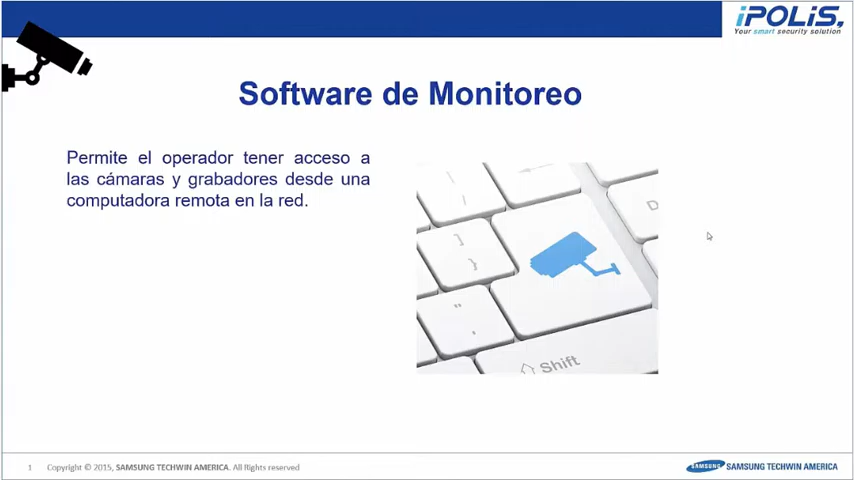 iPOLiS,
Your smart security solution
Software de Monitoreo
Permite el operador tener acceso a
las cámaras y grabadores desde una
computadora remota en la red.
]
}
"
,
D
Shift
1 Copyright © 2015, SAMSUNG TECHWIN AMERICA. All Rights reserved
SAMSUNG SAMSUNG TECHWIN AMERICA